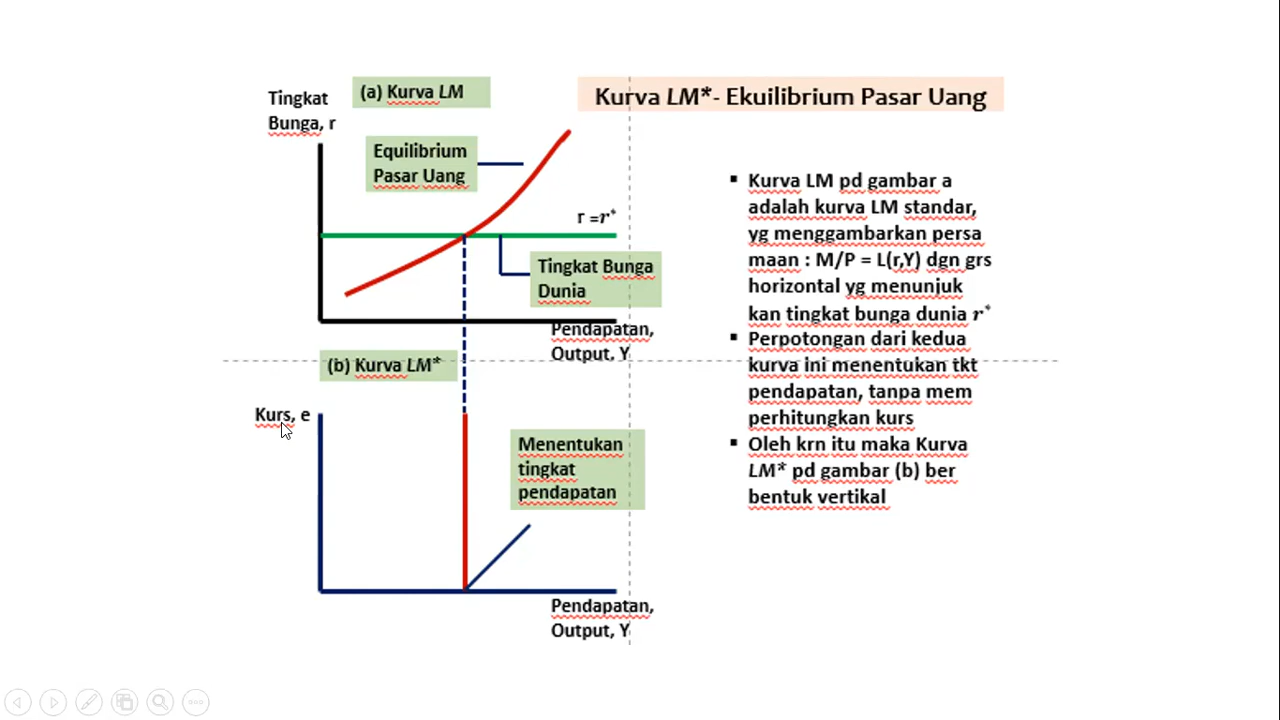 Kurva LM*- Ekuilibrium Pasar Uang
(a) Kurva LM
Tingkat
Bunga, r
Equilibrium
Pasar Uang
r =r*
Tingkat Bunga
Dunia
Pendapatan,
Output, Y
(b) Kurva LM*
Kurs, e
Menentukan
tingkat
pendapatan
Pendapatan,
Output, Y
▪ Kurva LM pd gambar a
adalah kurva LM standar,
yg menggambarkan persa
maan : M/P = L(r,Y) dgn grs
horizontal yg menunjuk
kan tingkat bunga dunia r*
▪ Perpotongan dari kedua
kurva ini menentukan tkt
pendapatan, tanpa mem
perhitungkan kurs
▪ Oleh krn itu maka Kurva
LM* pd gambar (b) ber
bentuk vertikal